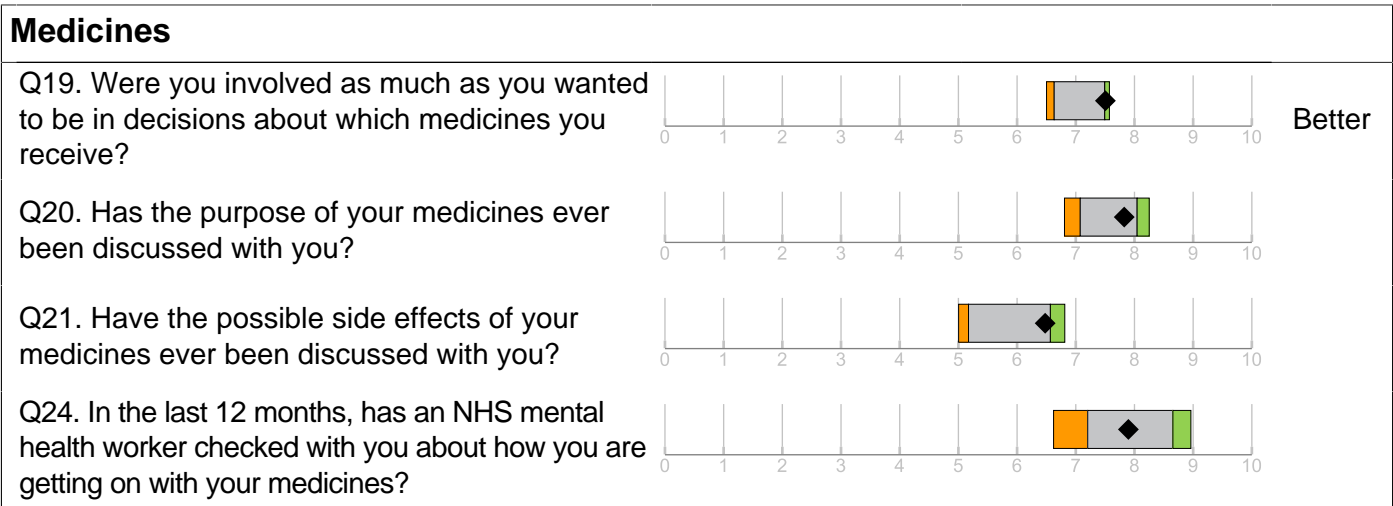 Medicines
Q19. Were you involved as much as you wanted
to be in decisions about which medicines you
receive?
0 1 2 3 4 5 6 7 8 9 10
Better
Q20. Has the purpose of your medicines ever
been discussed with you?
0 1 2 3 4 5 6 7 8 9 10
Q21. Have the possible side effects of your
medicines ever been discussed with you?
0 1 2 3 4 5 6 7 8 9 10
Q24. In the last 12 months, has an NHS mental
health worker checked with you about how you are
getting on with your medicines?
0 1 2 3 4 5 6 7 8 9 10